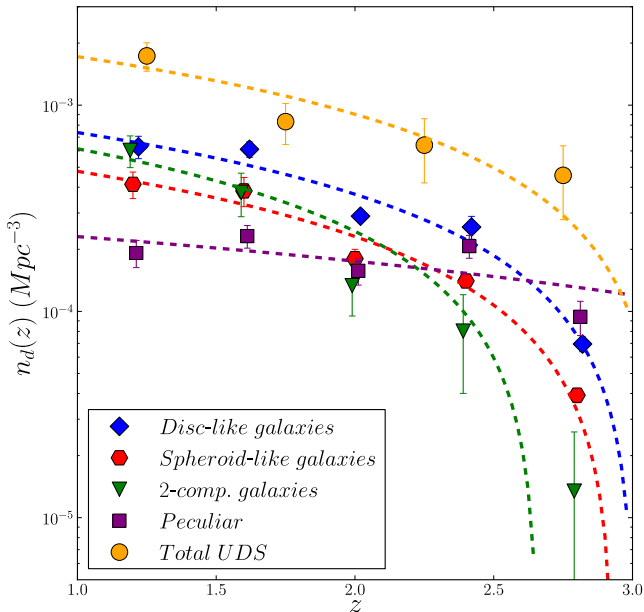 10⁻³
10⁻⁴
10⁻⁵
n_d(z) (Mpc⁻³)
Disc-like galaxies
Spheroid-like galaxies
2-comp. galaxies
Peculiar
Total UDS
1.0 1.5 2.0 2.5 3.0
z